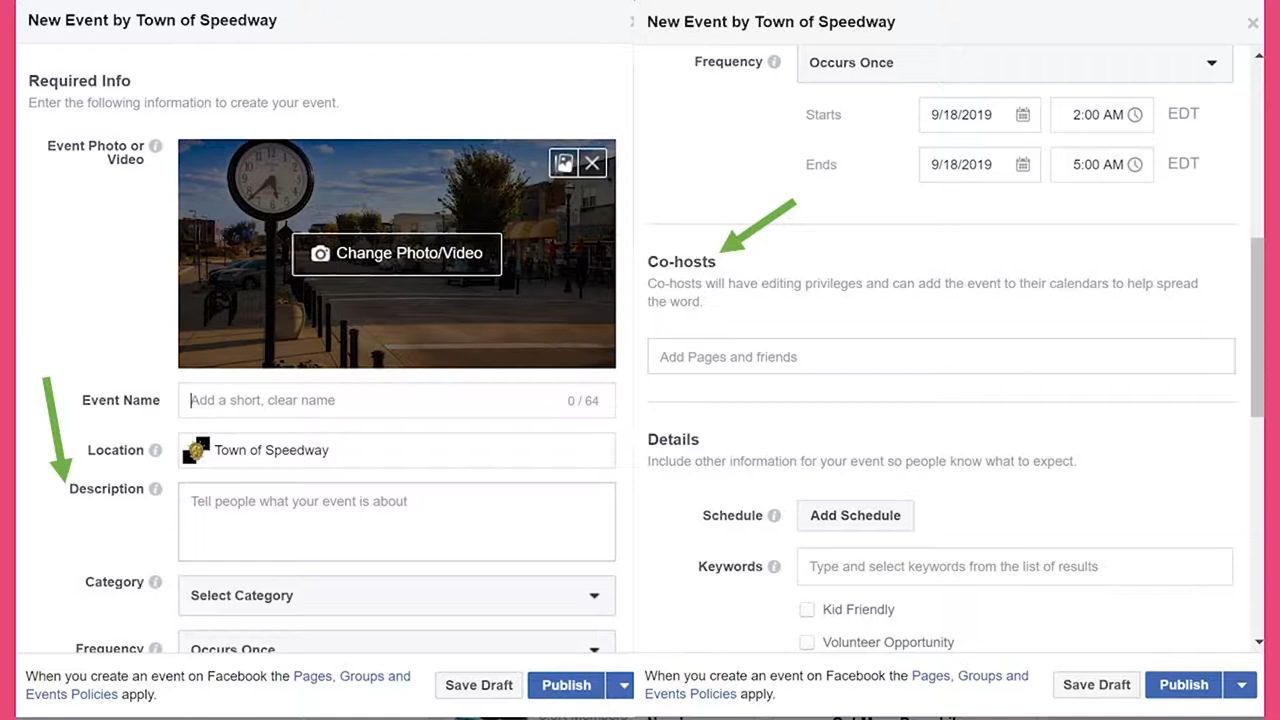 New Event by Town of Speedway
Required Info
Enter the following information to create your event.
Event Photo or
Video
Change Photo/Video
Event Name
Add a short, clear name
0 / 64
Location
Town of Speedway
Description
Tell people what your event is about
Category
Select Category
Frequency
Occurs Once
When you create an event on Facebook the Pages, Groups and
Events Policies apply.
Save Draft
Publish
New Event by Town of Speedway
Frequency
Occurs Once
Starts
9/18/2019
2:00 AM
EDT
Ends
9/18/2019
5:00 AM
EDT
Co-hosts
Co-hosts will have editing privileges and can add the event to their calendars to help spread
the word.
Add Pages and friends
Details
Include other information for your event so people know what to expect.
Schedule
Add Schedule
Keywords
Type and select keywords from the list of results
Kid Friendly
Volunteer Opportunity
When you create an event on Facebook the Pages, Groups and
Events Policies apply.
Save Draft
Publish